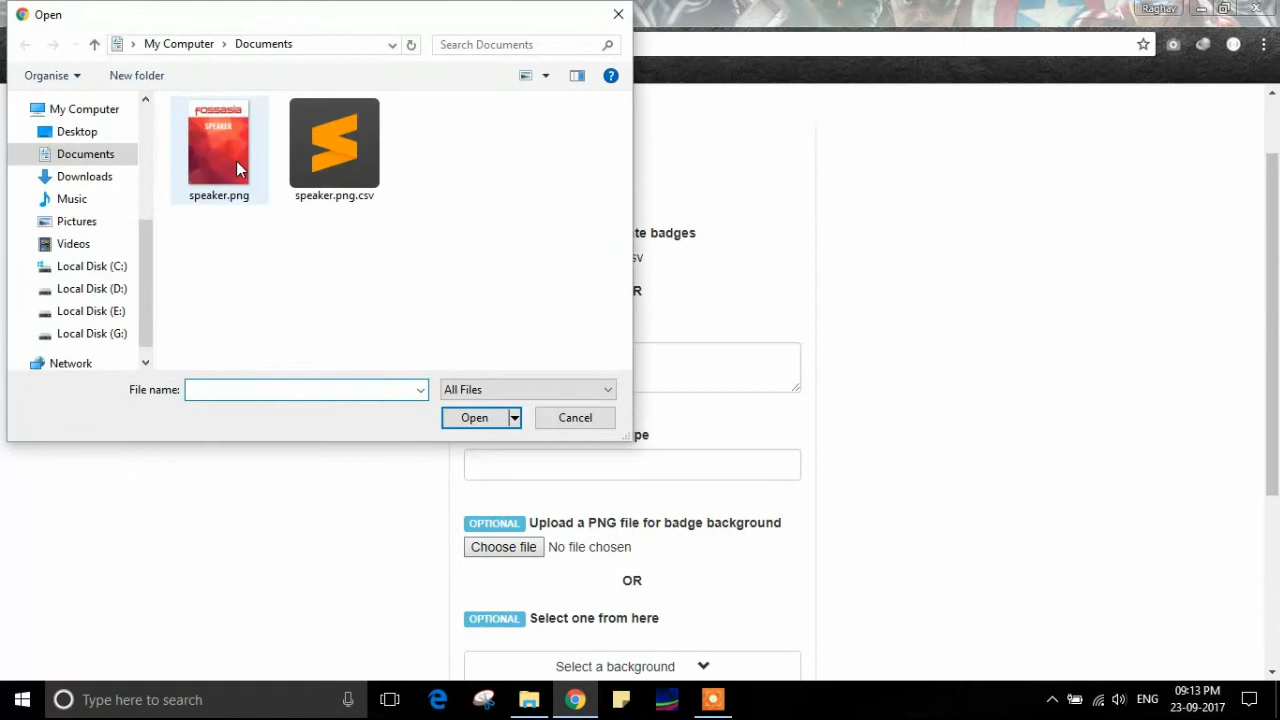 Open
Raghav
My Computer
Documents
Search Documents
Organise
New folder
?
My Computer
Desktop
Documents
Downloads
Music
Pictures
Videos
Local Disk (C:)
Local Disk (D:)
Local Disk (E:)
Local Disk (G:)
Network
FOSSASIA
SPEAKER
speaker.png
speaker.png.csv
File name:
All Files
Open
Cancel
badges
OPTIONAL Upload a PNG file for badge background
Choose file No file chosen
OR
OPTIONAL Select one from here
Select a background
Type here to search
ENG
09:13 PM
23-09-2017